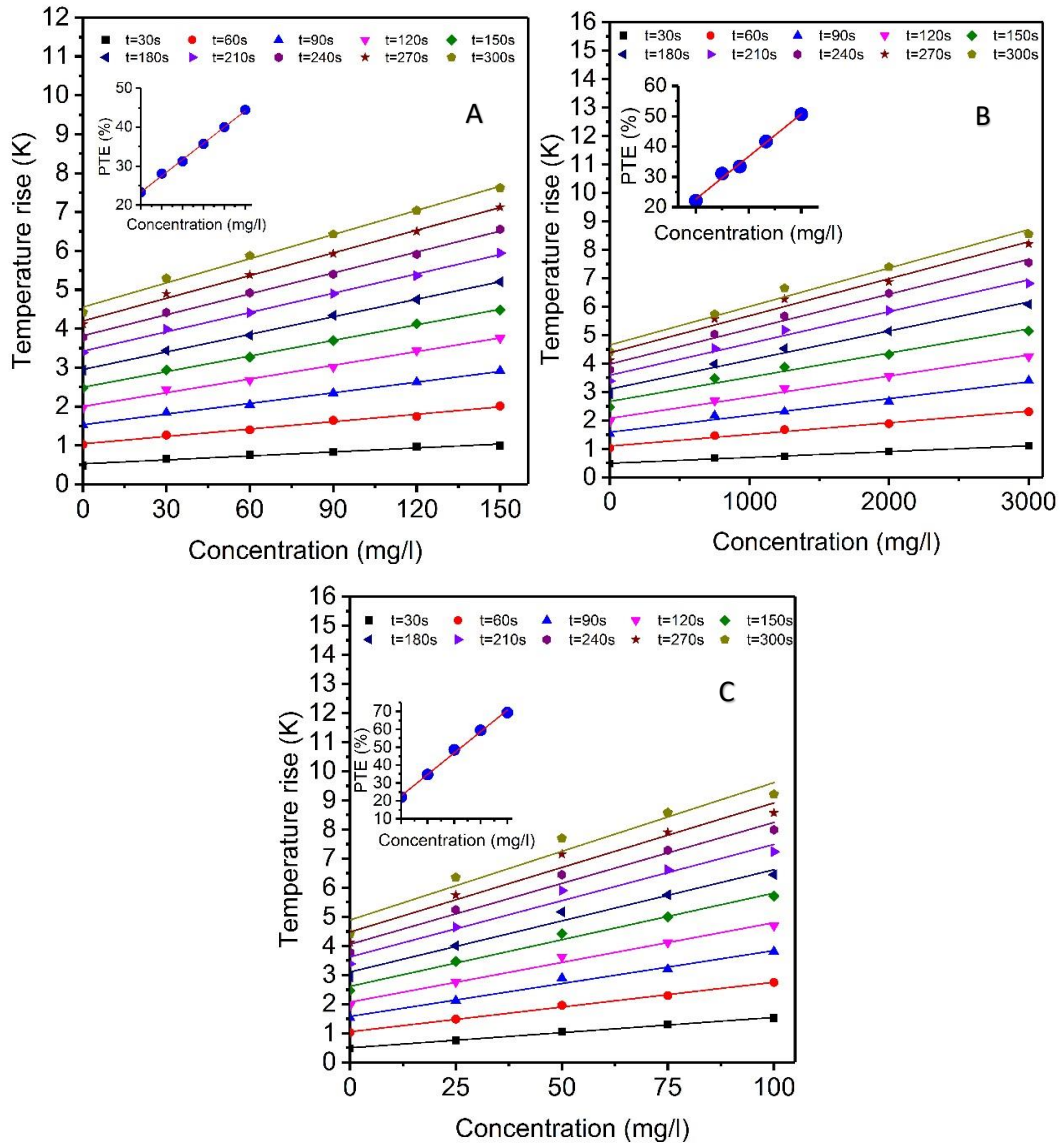 12
11
10
9
8
7
6
5
4
3
2
1
0
Temperature rise (K)
t=30s t=60s t=90s t=120s t=150s
t=180s t=210s t=240s t=270s t=300s
A
50
40
30
20
PTE (%)
Concentration (mg/l)
0 30 60 90 120 150
Concentration (mg/l)
16
15
14
13
12
11
10
9
8
7
6
5
4
3
2
1
0
Temperature rise (K)
t=30s t=60s t=90s t=120s t=150s
t=180s t=210s t=240s t=270s t=300s
B
60
50
40
30
20
PTE (%)
Concentration (mg/l)
0 1000 2000 3000
Concentration (mg/l)
16
15
14
13
12
11
10
9
8
7
6
5
4
3
2
1
0
Temperature rise (K)
t=30s t=60s t=90s t=120s t=150s
t=180s t=210s t=240s t=270s t=300s
C
70
60
50
40
30
20
10
PTE (%)
Concentration (mg/l)
0 25 50 75 100
Concentration (mg/l)